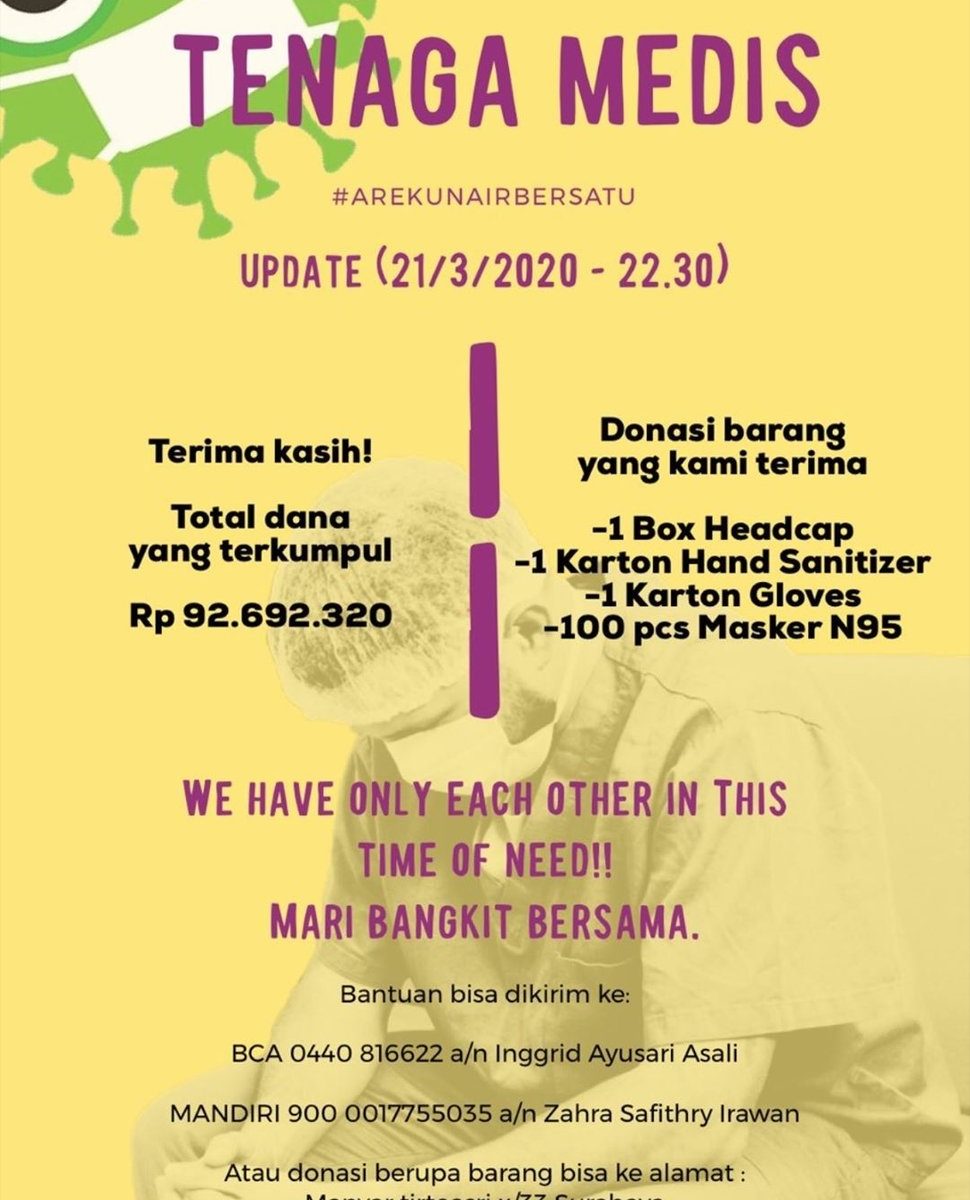 TENAGA MEDIS
#AREKUNAIRBERSATU
UPDATE (21/3/2020 - 22.30)
Terima kasih!
Total dana
yang terkumpul
Rp 92.692.320
Donasi barang
yang kami terima
-1 Box Headcap
-1 Karton Hand Sanitizer
-1 Karton Gloves
-100 pcs Masker N95
WE HAVE ONLY EACH OTHER IN THIS
TIME OF NEED!!
MARI BANGKIT BERSAMA.
Bantuan bisa dikirim ke:
BCA 0440 816622 a/n Inggrid Ayusari Asali
MANDIRI 900 0017755035 a/n Zahra Safithry Irawan
Atau donasi berupa barang bisa ke alamat :